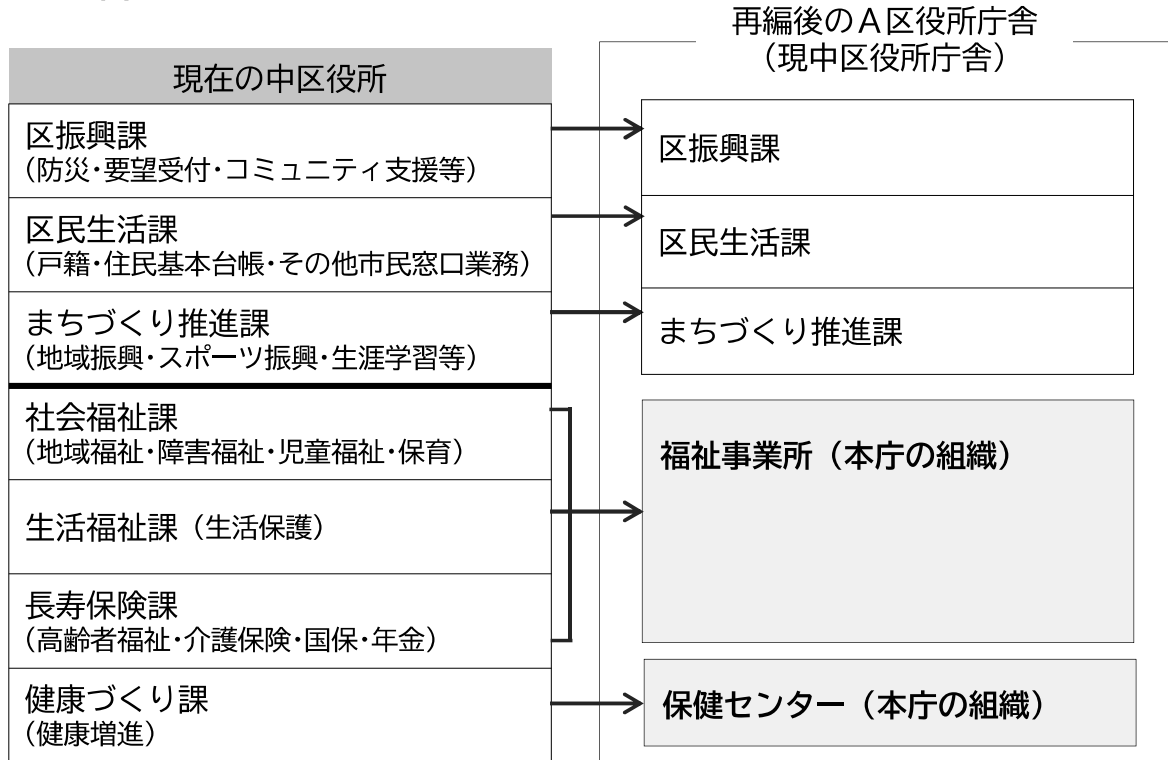 再編後のA区役所庁舎
（現中区役所庁舎）
現在の中区役所
区振興課
（防災・要望受付・コミュニティ支援等）
区民生活課
（戸籍・住民基本台帳・その他市民窓口業務）
まちづくり推進課
（地域振興・スポーツ振興・生涯学習等）
社会福祉課
（地域福祉・障害福祉・児童福祉・保育）
生活福祉課（生活保護）
長寿保険課
（高齢者福祉・介護保険・国保・年金）
健康づくり課
（健康増進）
区振興課
区民生活課
まちづくり推進課
福祉事業所（本庁の組織）
保健センター（本庁の組織）